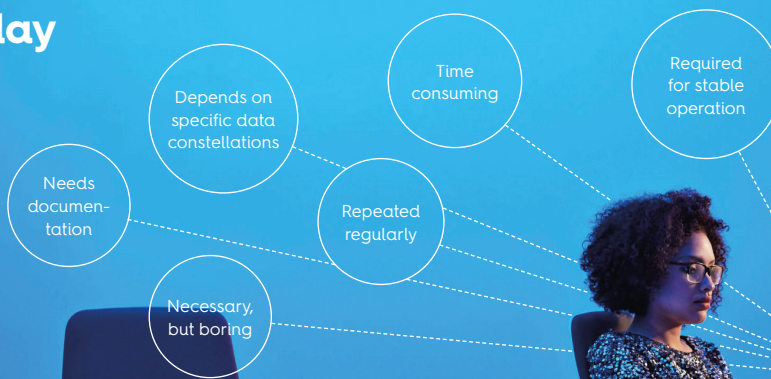 Time
consuming
Required
for stable
operation
Depends on
specific data
constellations
Needs
documen-
tation
Repeated
regularly
Necessary,
but boring